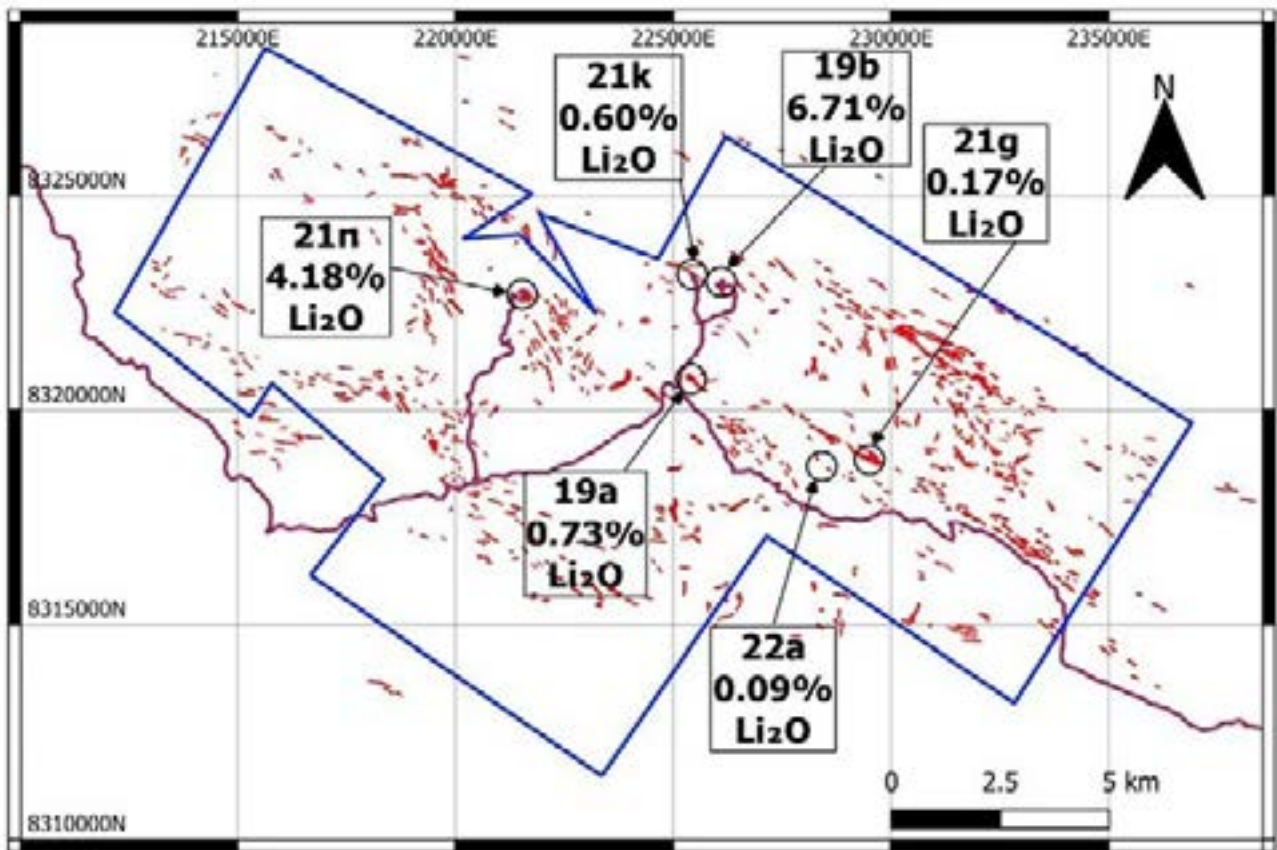 215000E
220000E
225000E
230000E
235000E
21k
0.60%
Li₂O
19b
6.71%
Li₂O
21g
0.17%
Li₂O
N
8325000N
21n
4.18%
Li₂O
8320000N
19a
0.73%
Li₂O
8315000N
22a
0.09%
Li₂O
0 2.5 5 km
8310000N